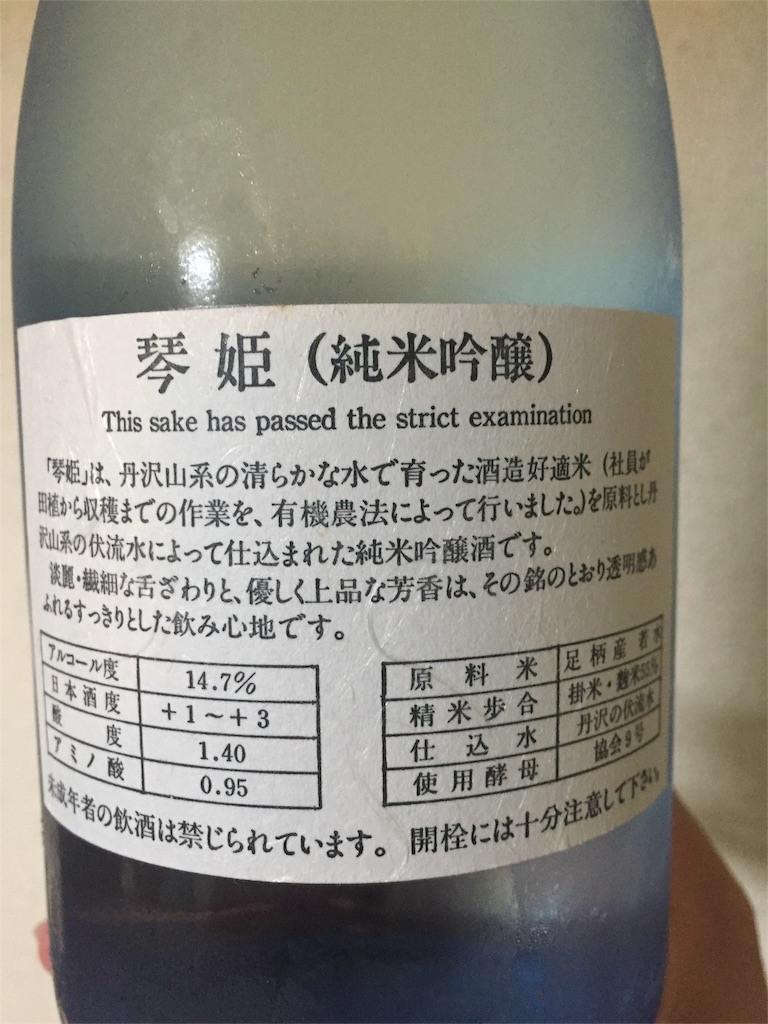 琴姫（純米吟醸）
This sake has passed the strict examination
「琴姫」は、丹沢山系の清らかな水で育った酒造好適米（社員が
田植から収穫までの作業を、有機農法によって行いました。）を原料とし丹
沢山系の伏流水によって仕込まれた純米吟醸酒です。
淡麗・繊細な舌ざわりと、優しく上品な芳香は、その銘のとおり透明感あ
ふれるすっきりとした飲み心地です。
アルコール度 14.7%
日本酒度 +1～+3
酸度 1.40
アミノ酸 0.95
原料米 足柄産 若水
精米歩合 掛米・麹米55%
仕込水 丹沢の伏流水
使用酵母 協会9号
未成年者の飲酒は禁じられています。 開栓には十分注意して下さい。